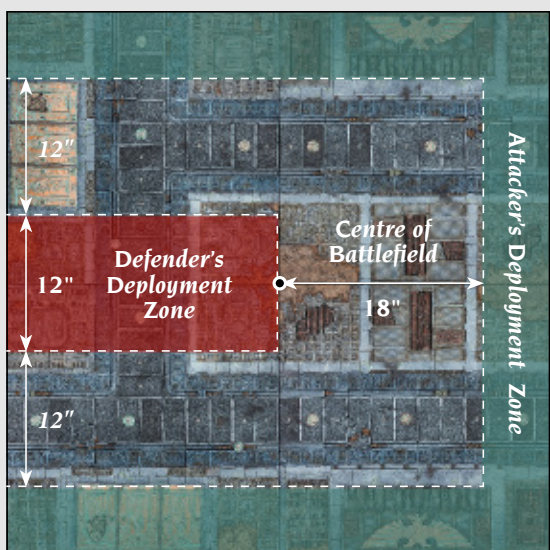 12"
Attacker's Deployment Zone
Centre of
Battlefield
Defender's
Deployment
Zone
12"
18"
12"